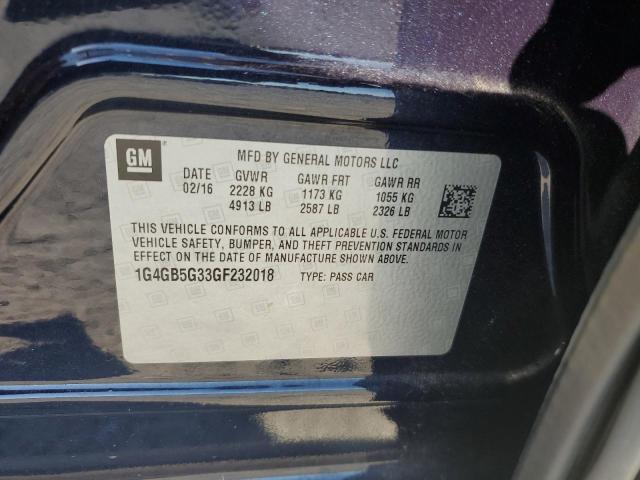 GM
MFD BY GENERAL MOTORS LLC
DATE GVWR GAWR FRT GAWR RR
02/16 2228 KG 1173 KG 1055 KG
4913 LB 2587 LB 2326 LB
THIS VEHICLE CONFORMS TO ALL APPLICABLE U.S. FEDERAL MOTOR
VEHICLE SAFETY, BUMPER, AND THEFT PREVENTION STANDARDS IN
EFFECT ON THE DATE OF MANUFACTURE SHOWN ABOVE.
1G4GB5G33GF232018 TYPE: PASS CAR